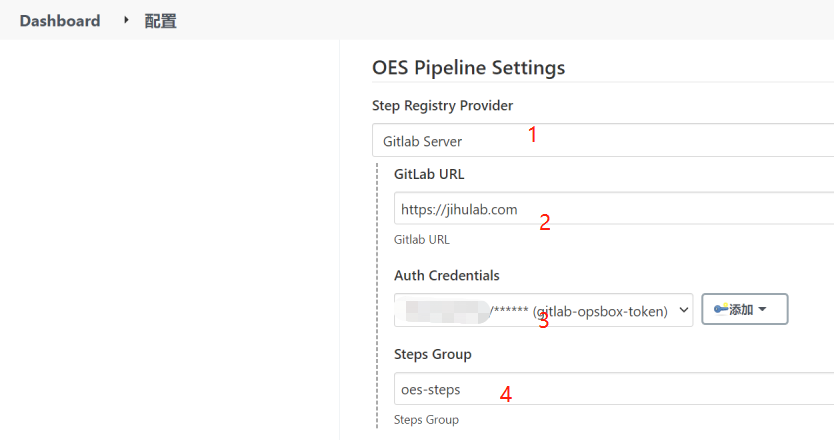 Dashboard 配置
OES Pipeline Settings
Step Registry Provider
Gitlab Server 1
GitLab URL
https://jihulab.com 2
Gitlab URL
Auth Credentials
/****** (gitlab-opsbox-token) 添加
3
Steps Group
oes-steps 4
Steps Group